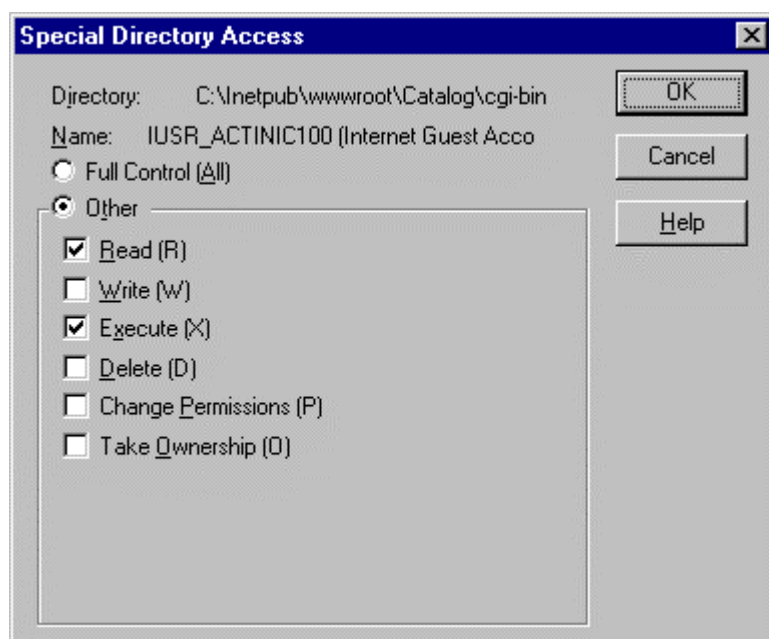 Special Directory Access
Directory: C:\Inetpub\wwwroot\Catalog\cgi-bin
OK
Name: IUSR_ACTINIC100 (Internet Guest Acco
Cancel
Full Control (All)
Other
Help
Read (R)
Write (W)
Execute (X)
Delete (D)
Change Permissions (P)
Take Ownership (O)